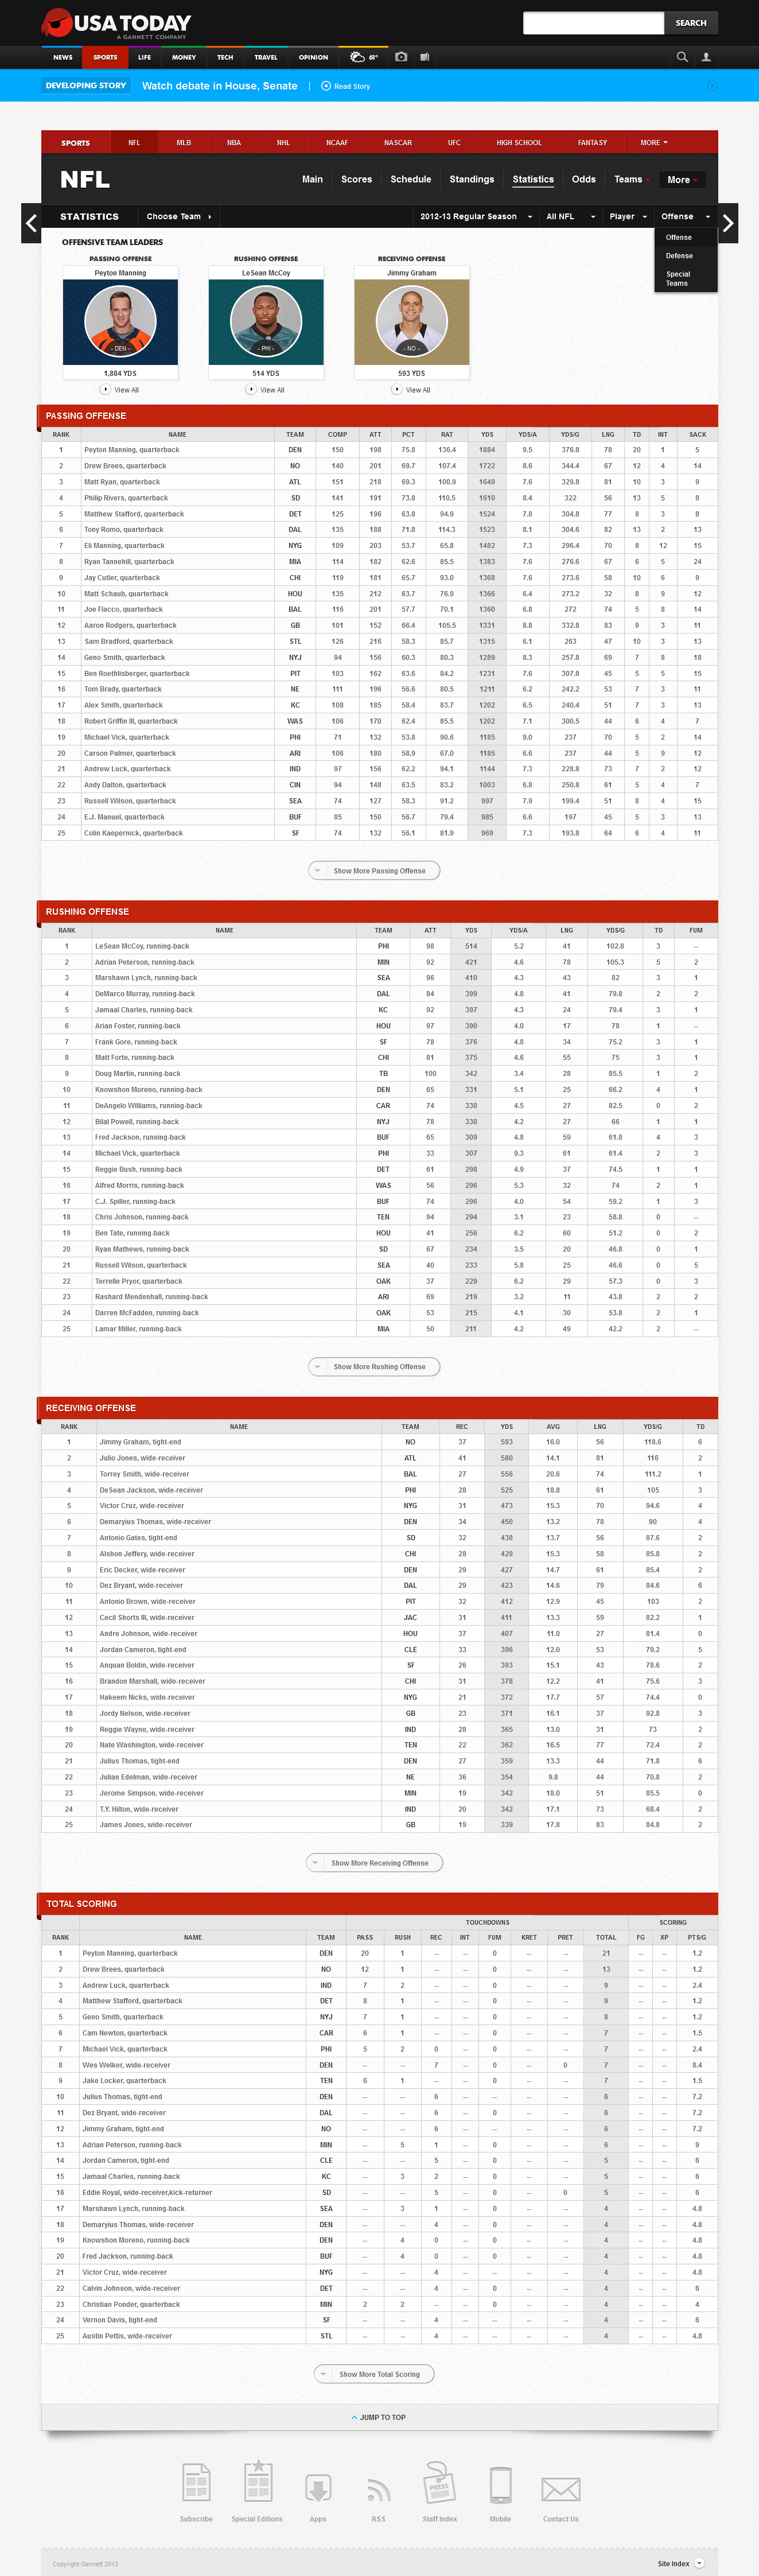 USA TODAY
A GANNETT COMPANY
SEARCH
NEWS SPORTS LIFE MONEY TECH TRAVEL OPINION 61°
DEVELOPING STORY Watch debate in House, Senate | Read Story
SPORTS NFL MLB NBA NHL NCAAF NASCAR UFC HIGH SCHOOL FANTASY MORE
NFL Main Scores Schedule Standings Statistics Odds Teams More
STATISTICS Choose Team 2012-13 Regular Season All NFL Player Offense
Offense
Defense
Special
Teams
OFFENSIVE TEAM LEADERS
PASSING OFFENSE RUSHING OFFENSE RECEIVING OFFENSE
Peyton Manning LeSean McCoy Jimmy Graham
- DEN - - PHI - - NO -
1,884 YDS 514 YDS 593 YDS
View All View All View All
PASSING OFFENSE
RANK NAME TEAM COMP ATT PCT RAT YDS YDS/A YDS/G LNG TD INT SACK
1 Peyton Manning, quarterback DEN 150 198 75.8 136.4 1884 9.5 376.8 78 20 1 5
2 Drew Brees, quarterback NO 140 201 69.7 107.4 1722 8.6 344.4 67 12 4 14
3 Matt Ryan, quarterback ATL 151 218 69.3 100.9 1649 7.6 329.8 81 10 3 9
4 Philip Rivers, quarterback SD 141 191 73.8 110.5 1610 8.4 322 56 13 5 8
5 Matthew Stafford, quarterback DET 125 196 63.8 94.9 1524 7.8 304.8 77 8 3 8
6 Tony Romo, quarterback DAL 135 188 71.8 114.3 1523 8.1 304.6 82 13 2 13
7 Eli Manning, quarterback NYG 109 203 53.7 65.8 1482 7.3 296.4 70 8 12 15
8 Ryan Tannehill, quarterback MIA 114 182 62.6 85.5 1383 7.6 276.6 67 6 5 24
9 Jay Cutler, quarterback CHI 119 181 65.7 93.0 1368 7.6 273.6 58 10 6 9
10 Matt Schaub, quarterback HOU 135 212 63.7 76.9 1366 6.4 273.2 32 8 9 12
11 Joe Flacco, quarterback BAL 116 201 57.7 70.1 1360 6.8 272 74 5 8 14
12 Aaron Rodgers, quarterback GB 101 152 66.4 105.5 1331 8.8 332.8 83 9 3 11
13 Sam Bradford, quarterback STL 126 216 58.3 85.7 1315 6.1 263 47 10 3 13
14 Geno Smith, quarterback NYJ 94 156 60.3 80.3 1289 8.3 257.8 69 7 8 18
15 Ben Roethlisberger, quarterback PIT 103 162 63.6 84.2 1231 7.6 307.8 45 5 5 15
16 Tom Brady, quarterback NE 111 196 56.6 80.5 1211 6.2 242.2 53 7 3 11
17 Alex Smith, quarterback KC 108 185 58.4 83.7 1202 6.5 240.4 51 7 3 13
18 Robert Griffin III, quarterback WAS 106 170 62.4 85.5 1202 7.1 300.5 44 6 4 7
19 Michael Vick, quarterback PHI 71 132 53.8 90.6 1185 9.0 237 70 5 2 14
20 Carson Palmer, quarterback ARI 106 180 58.9 67.0 1185 6.6 237 44 5 9 12
21 Andrew Luck, quarterback IND 97 156 62.2 94.1 1144 7.3 228.8 73 7 2 12
22 Andy Dalton, quarterback CIN 94 148 63.5 83.2 1003 6.8 250.8 61 5 4 7
23 Russell Wilson, quarterback SEA 74 127 58.3 91.2 997 7.9 199.4 51 8 4 15
24 E.J. Manuel, quarterback BUF 85 150 56.7 79.4 985 6.6 197 45 5 3 13
25 Colin Kaepernick, quarterback SF 74 132 56.1 81.9 969 7.3 193.8 64 6 4 11
Show More Passing Offense
RUSHING OFFENSE
RANK NAME TEAM ATT YDS YDS/A LNG YDS/G TD FUM
1 LeSean McCoy, running-back PHI 98 514 5.2 41 102.8 3 --
2 Adrian Peterson, running-back MIN 92 421 4.6 78 105.3 5 2
3 Marshawn Lynch, running-back SEA 96 410 4.3 43 82 3 1
4 DeMarco Murray, running-back DAL 84 399 4.8 41 79.8 2 2
5 Jamaal Charles, running-back KC 92 397 4.3 24 79.4 3 1
6 Arian Foster, running-back HOU 97 390 4.0 17 78 1 --
7 Frank Gore, running-back SF 78 376 4.8 34 75.2 3 1
8 Matt Forte, running-back CHI 81 375 4.6 55 75 3 1
9 Doug Martin, running-back TB 100 342 3.4 28 85.5 1 2
10 Knowshon Moreno, running-back DEN 65 331 5.1 25 66.2 4 1
11 DeAngelo Williams, running-back CAR 74 330 4.5 27 82.5 0 2
12 Bilal Powell, running-back NYJ 78 330 4.2 27 66 1 1
13 Fred Jackson, running-back BUF 65 309 4.8 59 61.8 4 3
14 Michael Vick, quarterback PHI 33 307 9.3 61 61.4 2 3
15 Reggie Bush, running-back DET 61 298 4.9 37 74.5 1 1
16 Alfred Morris, running-back WAS 56 296 5.3 32 74 2 1
17 C.J. Spiller, running-back BUF 74 296 4.0 54 59.2 1 3
18 Chris Johnson, running-back TEN 94 294 3.1 23 58.8 0 --
19 Ben Tate, running-back HOU 41 256 6.2 60 51.2 0 2
20 Ryan Mathews, running-back SD 67 234 3.5 20 46.8 0 1
21 Russell Wilson, quarterback SEA 40 233 5.8 25 46.6 0 5
22 Terrelle Pryor, quarterback OAK 37 229 6.2 29 57.3 0 3
23 Rashard Mendenhall, running-back ARI 69 219 3.2 11 43.8 2 2
24 Darren McFadden, running-back OAK 53 215 4.1 30 53.8 2 1
25 Lamar Miller, running-back MIA 50 211 4.2 49 42.2 2 --
Show More Rushing Offense
RECEIVING OFFENSE
RANK NAME TEAM REC YDS AVG LNG YDS/G TD
1 Jimmy Graham, tight-end NO 37 593 16.0 56 118.6 6
2 Julio Jones, wide-receiver ATL 41 580 14.1 81 116 2
3 Torrey Smith, wide-receiver BAL 27 556 20.6 74 111.2 1
4 DeSean Jackson, wide-receiver PHI 28 525 18.8 61 105 3
5 Victor Cruz, wide-receiver NYG 31 473 15.3 70 94.6 4
6 Demaryius Thomas, wide-receiver DEN 34 450 13.2 78 90 4
7 Antonio Gates, tight-end SD 32 438 13.7 56 87.6 2
8 Alshon Jeffery, wide-receiver CHI 28 429 15.3 58 85.8 2
9 Eric Decker, wide-receiver DEN 29 427 14.7 61 85.4 2
10 Dez Bryant, wide-receiver DAL 29 423 14.6 79 84.6 6
11 Antonio Brown, wide-receiver PIT 32 412 12.9 45 103 2
12 Cecil Shorts III, wide-receiver JAC 31 411 13.3 59 82.2 1
13 Andre Johnson, wide-receiver HOU 37 407 11.0 27 81.4 0
14 Jordan Cameron, tight-end CLE 33 396 12.0 53 79.2 5
15 Anquan Boldin, wide-receiver SF 26 393 15.1 43 78.6 2
16 Brandon Marshall, wide-receiver CHI 31 378 12.2 41 75.6 3
17 Hakeem Nicks, wide-receiver NYG 21 372 17.7 57 74.4 0
18 Jordy Nelson, wide-receiver GB 23 371 16.1 37 92.8 3
19 Reggie Wayne, wide-receiver IND 28 365 13.0 31 73 2
20 Nate Washington, wide-receiver TEN 22 362 16.5 77 72.4 2
21 Julius Thomas, tight-end DEN 27 359 13.3 44 71.8 6
22 Julian Edelman, wide-receiver NE 36 354 9.8 44 70.8 2
23 Jerome Simpson, wide-receiver MIN 19 342 18.0 51 85.5 0
24 T.Y. Hilton, wide-receiver IND 20 342 17.1 73 68.4 2
25 James Jones, wide-receiver GB 19 339 17.8 83 84.8 2
Show More Receiving Offense
TOTAL SCORING
TOUCHDOWNS SCORING
RANK NAME TEAM PASS RUSH REC INT FUM KRET PRET TOTAL FG XP PTS/G
1 Peyton Manning, quarterback DEN 20 1 -- -- 0 -- -- 21 -- -- 1.2
2 Drew Brees, quarterback NO 12 1 -- -- 0 -- -- 13 -- -- 1.2
3 Andrew Luck, quarterback IND 7 2 -- -- 0 -- -- 9 -- -- 2.4
4 Matthew Stafford, quarterback DET 8 1 -- -- 0 -- -- 9 -- -- 1.2
5 Geno Smith, quarterback NYJ 7 1 -- -- 0 -- -- 8 -- -- 1.2
6 Cam Newton, quarterback CAR 6 1 -- -- 0 -- -- 7 -- -- 1.5
7 Michael Vick, quarterback PHI 5 2 0 -- 0 -- -- 7 -- -- 2.4
8 Wes Welker, wide-receiver DEN -- -- 7 -- 0 -- 0 7 -- -- 8.4
9 Jake Locker, quarterback TEN 6 1 -- -- 0 -- -- 7 -- -- 1.5
10 Julius Thomas, tight-end DEN -- -- 6 -- 0 -- -- 6 -- -- 7.2
11 Dez Bryant, wide-receiver DAL -- -- 6 -- 0 -- -- 6 -- -- 7.2
12 Jimmy Graham, tight-end NO -- -- 6 -- -- -- -- 6 -- -- 7.2
13 Adrian Peterson, running-back MIN -- 5 1 -- 0 -- -- 6 -- -- 9
14 Jordan Cameron, tight-end CLE -- -- 5 -- 0 -- -- 5 -- -- 6
15 Jamaal Charles, running-back KC -- 3 2 -- 0 -- -- 5 -- -- 6
16 Eddie Royal, wide-receiver,kick-returner SD -- -- 5 -- 0 -- 0 5 -- -- 6
17 Marshawn Lynch, running-back SEA -- 3 1 -- 0 -- -- 4 -- -- 4.8
18 Demaryius Thomas, wide-receiver DEN -- -- 4 -- 0 -- -- 4 -- -- 4.8
19 Knowshon Moreno, running-back DEN -- 4 0 -- 0 -- -- 4 -- -- 4.8
20 Fred Jackson, running-back BUF -- 4 0 -- 0 -- -- 4 -- -- 4.8
21 Victor Cruz, wide-receiver NYG -- -- 4 -- -- -- -- 4 -- -- 4.8
22 Calvin Johnson, wide-receiver DET -- -- 4 -- 0 -- -- 4 -- -- 6
23 Christian Ponder, quarterback MIN 2 2 -- -- 0 -- -- 4 -- -- 4
24 Vernon Davis, tight-end SF -- -- 4 -- -- -- -- 4 -- -- 6
25 Austin Pettis, wide-receiver STL -- -- 4 -- 0 -- -- 4 -- -- 4.8
Show More Total Scoring
JUMP TO TOP
PRESS
Subscribe Special Editions Apps RSS Staff Index Mobile Contact Us
Copyright Gannett 2013 Site Index